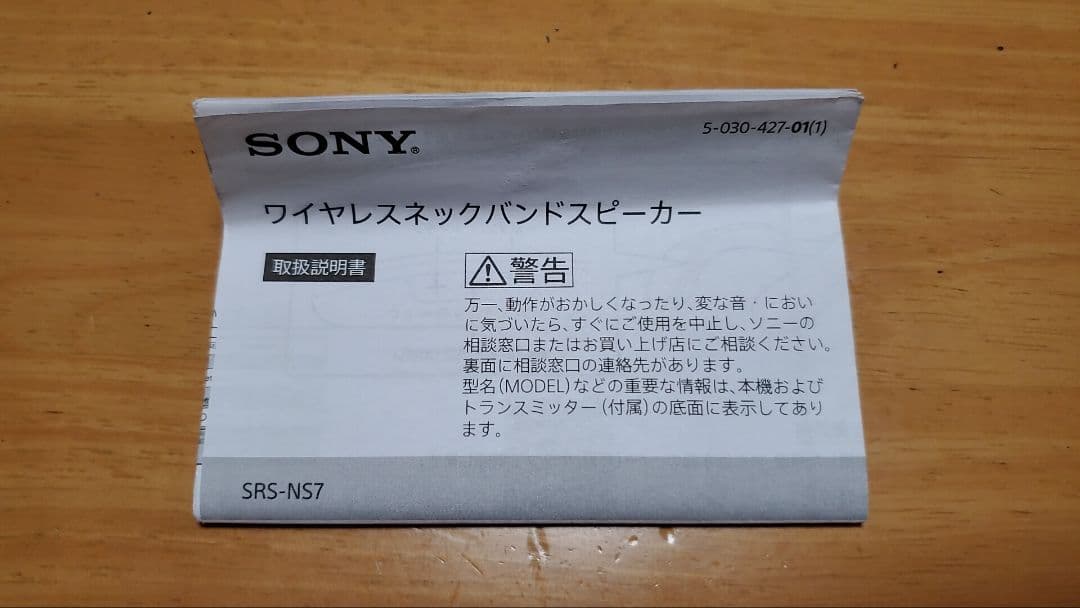 SONY®
5-030-427-01(1)
ワイヤレスネックバンドスピーカー
取扱説明書
警告
万一、動作がおかしくなったり、変な音・におい
に気づいたら、すぐにご使用を中止し、ソニーの
相談窓口またはお買い上げ店にご相談ください。
裏面に相談窓口の連絡先があります。
型名（MODEL）などの重要な情報は、本機および
トランスミッター（付属）の底面に表示してあり
ます。
SRS-NS7